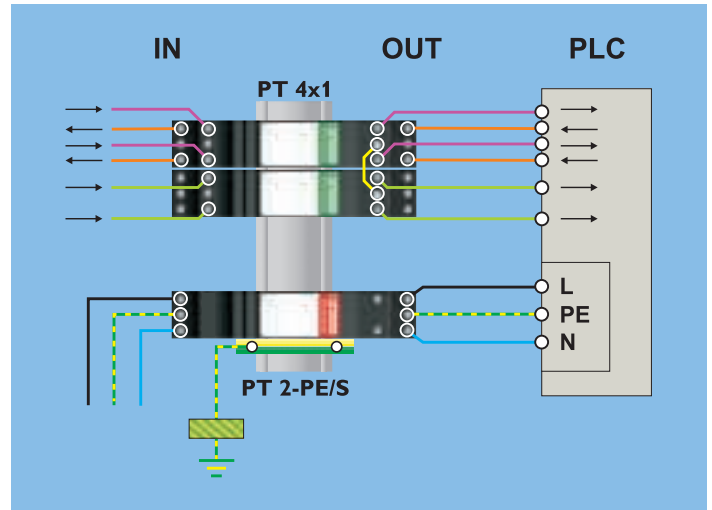 IN OUT PLC
PT 4x1
L
PE
N
PT 2-PE/S